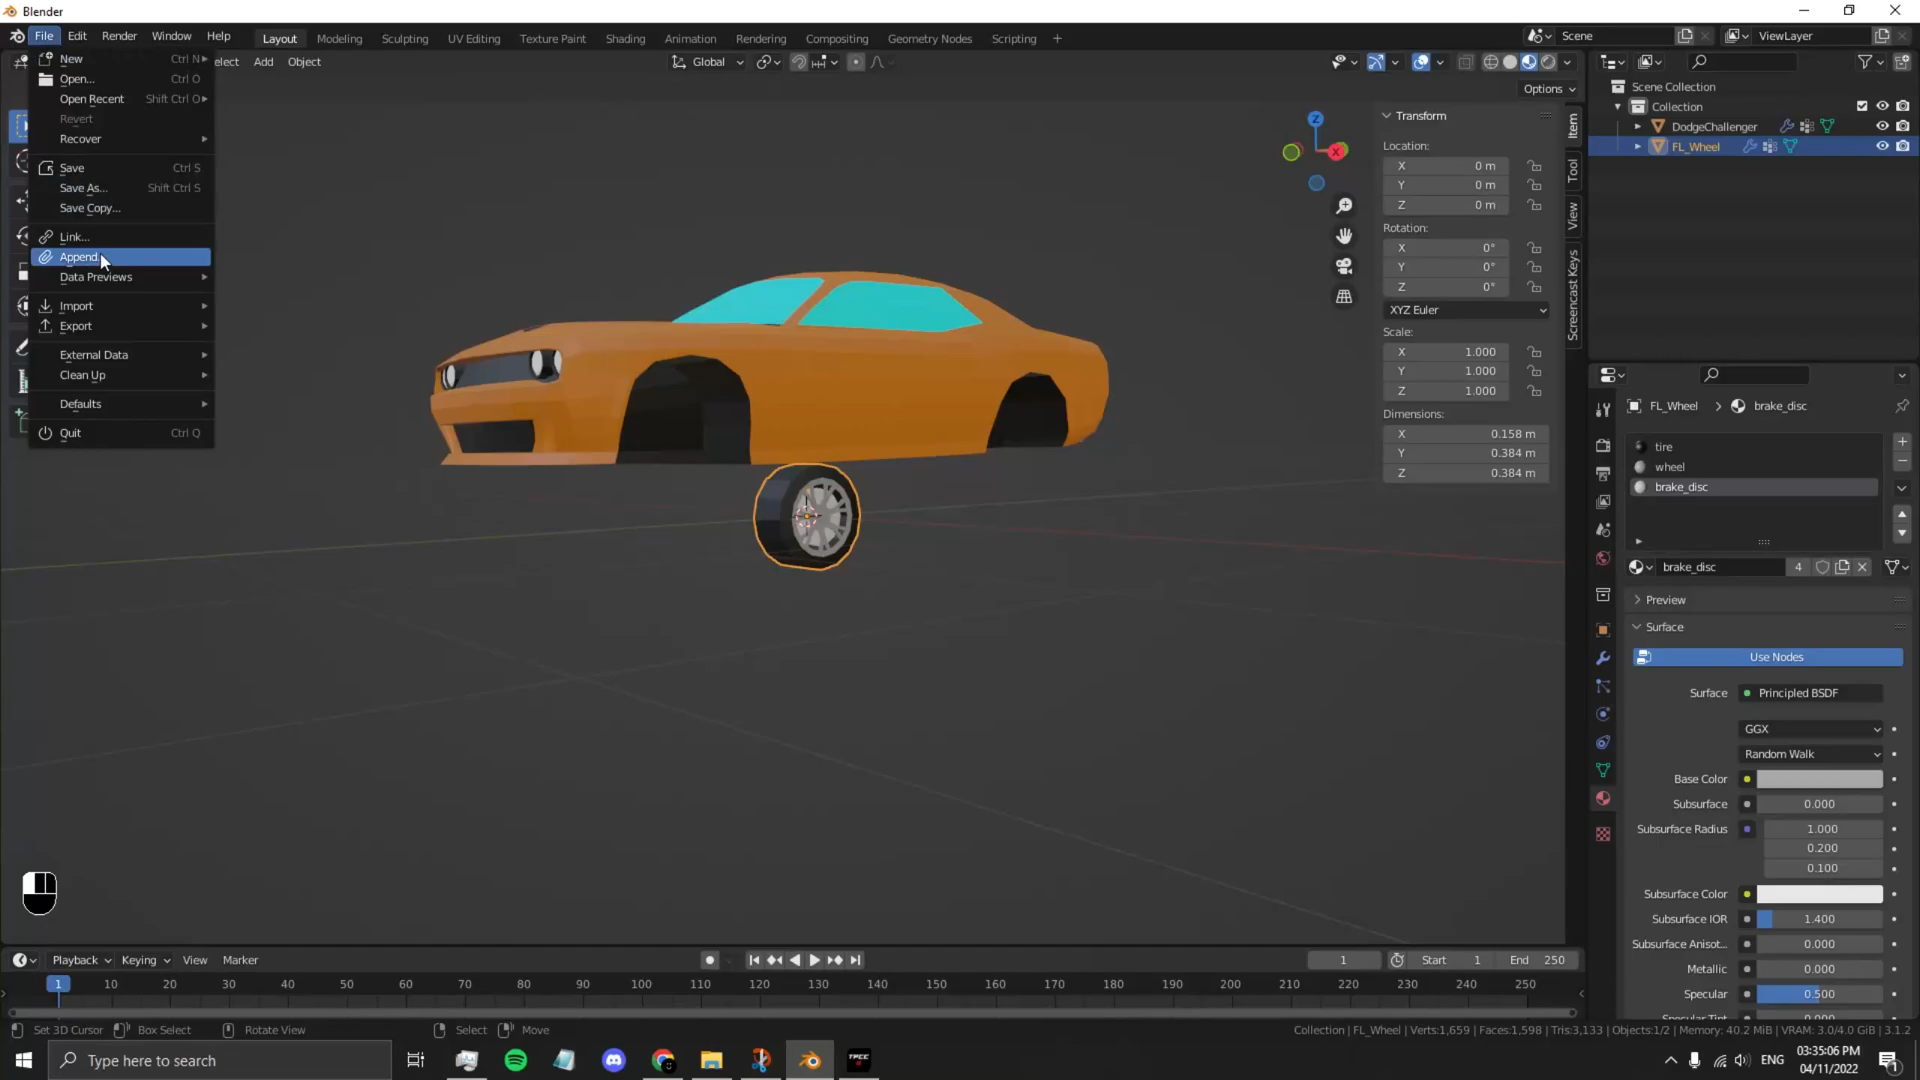 Blender
File Edit Render Window Help
Layout Modeling Sculpting UV Editing Texture Paint Shading Animation Rendering Compositing Geometry Nodes Scripting +
Scene
ViewLayer
elect Add Object
Global
Options
New Ctrl N
Open... Ctrl O
Open Recent Shift Ctrl O
Revert
Recover
Save Ctrl S
Save As... Shift Ctrl S
Save Copy...
Link...
Append...
Data Previews
Import
Export
External Data
Clean Up
Defaults
Quit Ctrl Q
Z
X
Transform
Location:
X 0 m
Y 0 m
Z 0 m
Rotation:
X 0°
Y 0°
Z 0°
XYZ Euler
Scale:
X 1.000
Y 1.000
Z 1.000
Dimensions:
X 0.158 m
Y 0.384 m
Z 0.384 m
Item
Tool
View
Screencast Keys
Scene Collection
Collection
DodgeChallenger
FL_Wheel
FL_Wheel > brake_disc
tire
wheel
brake_disc
brake_disc 4
Preview
Surface
Use Nodes
Surface Principled BSDF
GGX
Random Walk
Base Color
Subsurface 0.000
Subsurface Radius 1.000
0.200
0.100
Subsurface Color
Subsurface IOR 1.400
Subsurface Anisot... 0.000
Metallic 0.000
Specular 0.500
Specular Tint 0.000
Playback Keying View Marker
1 Start 1 End 250
1 10 20 30 40 50 60 70 80 90 100 110 120 130 140 150 160 170 180 190 200 210 220 230 240 250
Set 3D Cursor Box Select Rotate View Select Move
Collection | FL_Wheel | Verts:1,659 | Faces:1,598 | Tris:3,133 | Objects:1/2 | Memory: 40.2 MiB | VRAM: 3.0/4.0 GiB | 3.1.2
Type here to search
ENG
03:35:06 PM
04/11/2022
1